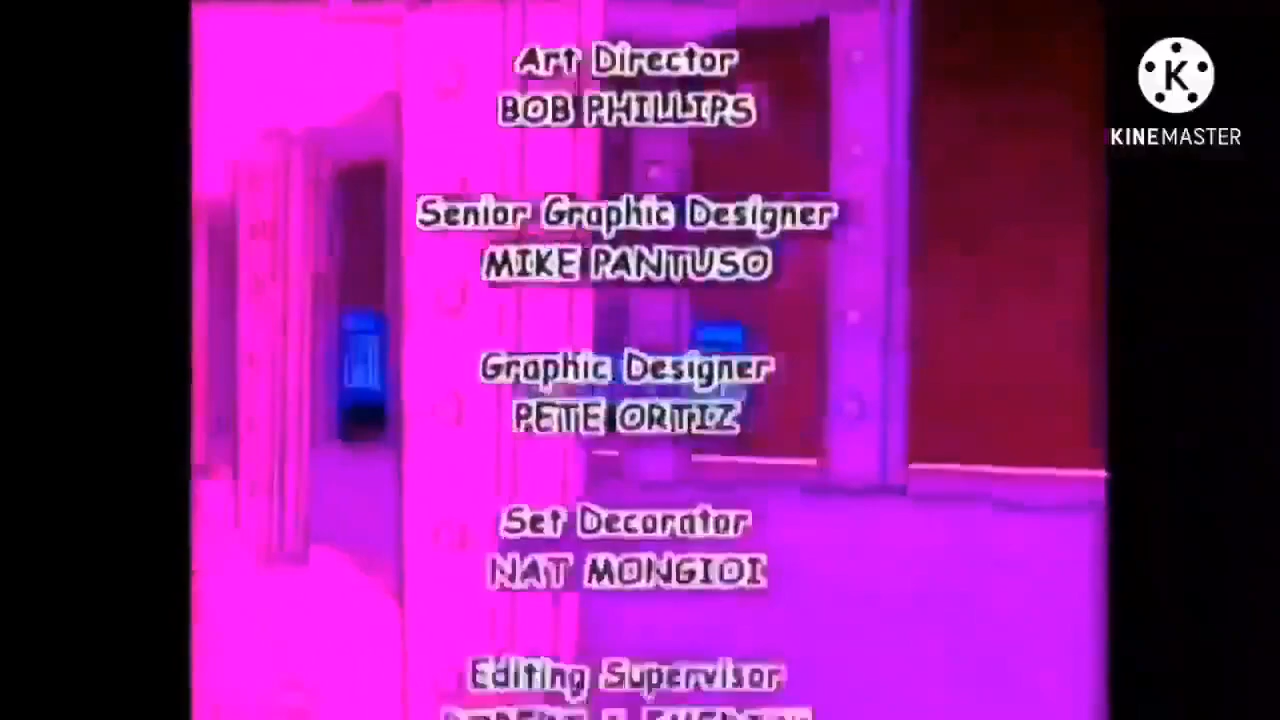 Art Director
BOB PHILLIPS
K
KINEMASTER
Senior Graphic Designer
MIKE PANTUSO
Graphic Designer
PETE ORTIZ
Set Decorator
NAT MONGIOI
Editing Supervisor